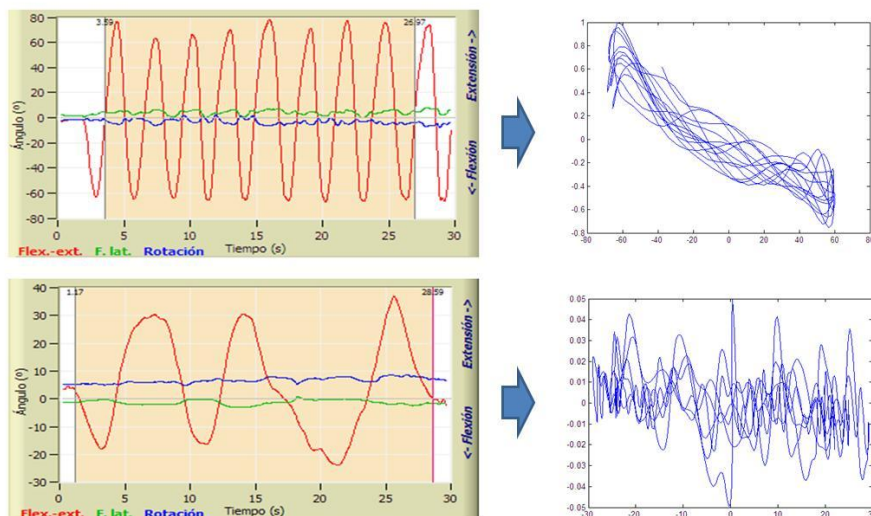 3.59 26.97
80
60
40
20
0
-20
-40
-60
-80
Ángulo (º)
Extensión ->
<- Flexión
0 5 10 15 20 25 30
Tiempo (s)
Flex.-ext. F. lat. Rotación
1
0.8
0.6
0.4
0.2
0
-0.2
-0.4
-0.6
-0.8
-80 -60 -40 -20 0 20 40 60 80
1.17 28.59
40
30
20
10
0
-10
-20
-30
Ángulo (º)
Extensión ->
<- Flexión
0 5 10 15 20 25 30
Tiempo (s)
Flex.-ext. F. lat. Rotación
0.05
0.04
0.03
0.02
0.01
0
-0.01
-0.02
-0.03
-0.04
-0.05
-30 -20 -10 0 10 20 30